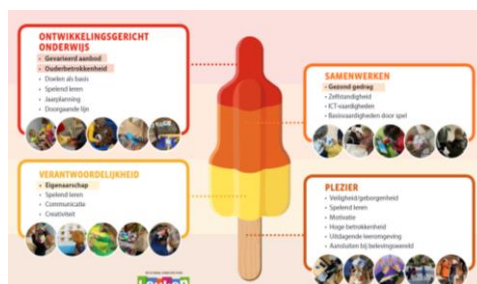 ONTWIKKELINGSGERICHT
ONDERWIJS
• Gevarieerd aanbod
• Ouderbetrokkenheid
• Doelen als basis
• Spelend leren
• Jaarplanning
• Doorgaande lijn
SAMENWERKEN
• Gezond gedrag
• Zelfstandigheid
• ICT-vaardigheden
• Basisvaardigheden door spel
VERANTWOORDELIJKHEID
• Eigenaarschap
• Spelend leren
• Communicatie
• Creativiteit
PLEZIER
• Veiligheid/geborgenheid
• Spelend leren
• Motivatie
• Hoge betrokkenheid
• Uitdagende leeromgeving
• Aansluiten bij belevingswereld